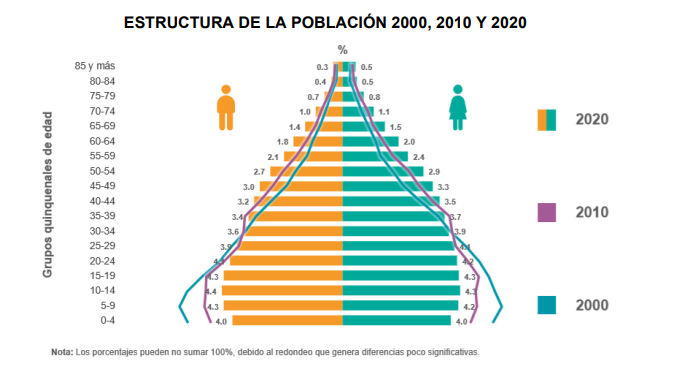 ESTRUCTURA DE LA POBLACIÓN 2000, 2010 Y 2020
%
Grupos quinquenales de edad
85 y más 0.3 0.5
80-84 0.4 0.5
75-79 0.7 0.8
70-74 1.0 1.1
65-69 1.4 1.5
60-64 1.8 2.0
55-59 2.1 2.4
50-54 2.7 2.9
45-49 3.0 3.3
40-44 3.2 3.5
35-39 3.4 3.7
30-34 3.6 3.9
25-29 3.9 4.1
20-24 4.1 4.2
15-19 4.3 4.3
10-14 4.4 4.3
5-9 4.3 4.2
0-4 4.0 4.0
2020
2010
2000
Nota: Los porcentajes pueden no sumar 100%, debido al redondeo que genera diferencias poco significativas.